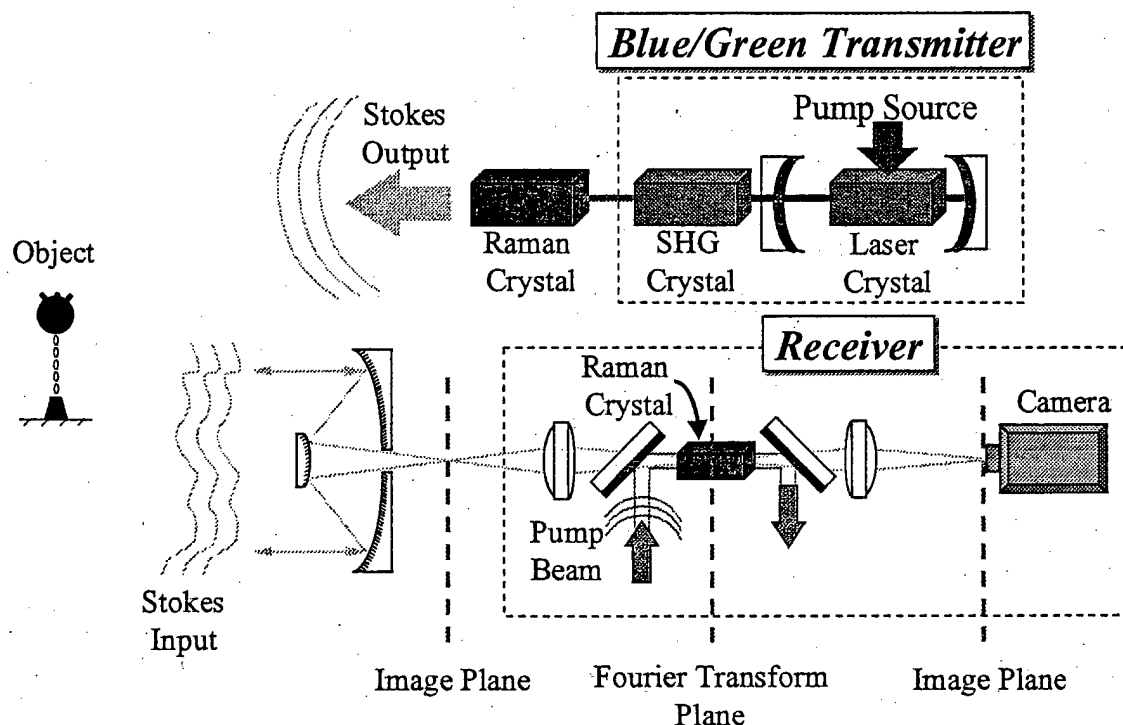 Blue/Green Transmitter
Stokes
Output
Pump Source
Raman
Crystal
SHG
Crystal
Laser
Crystal
Object
Receiver
Raman
Crystal
Camera
Pump
Beam
Stokes
Input
Image Plane
Fourier Transform
Plane
Image Plane